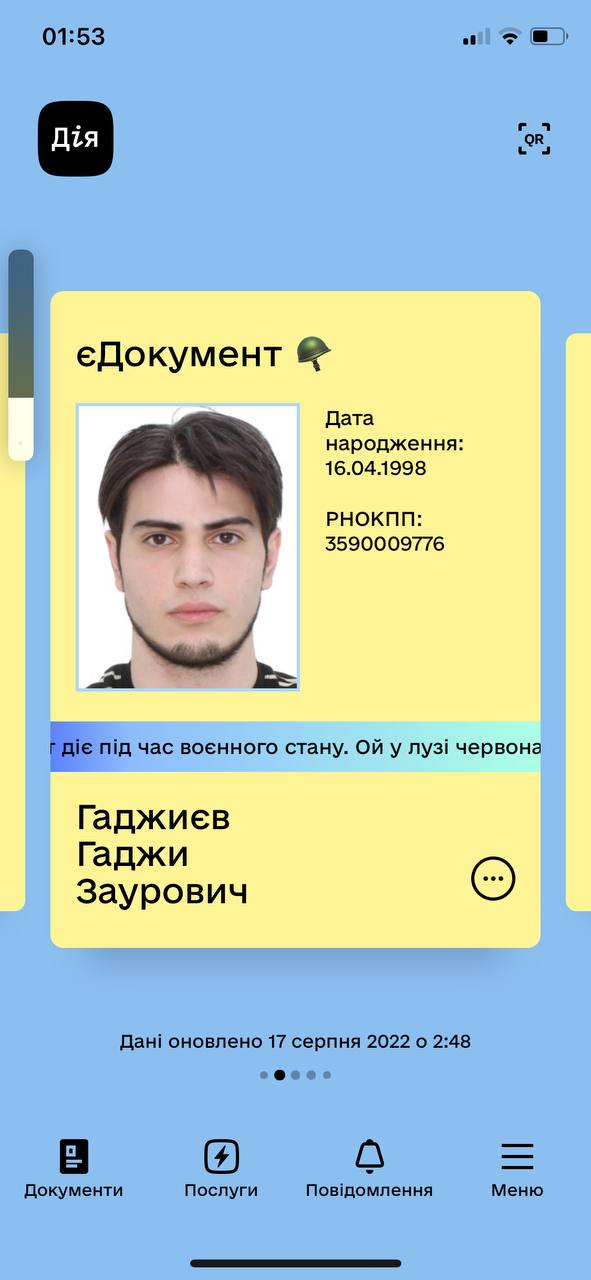 01:53
Дія
QR
єДокумент
Дата
народження:
16.04.1998
РНОКПП:
3590009776
діє під час воєнного стану. Ой у лузі червона
Гаджиєв
Гаджи
Заурович
Дані оновлено 17 серпня 2022 о 2:48
Документи
Послуги
Повідомлення
Меню